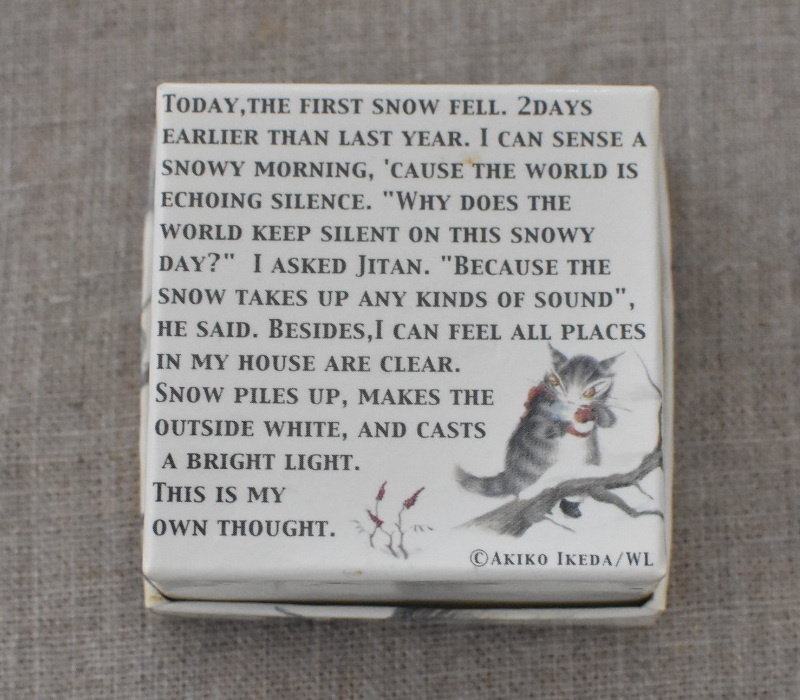 Today,the first snow fell. 2days
earlier than last year. I can sense a
snowy morning, 'cause the world is
echoing silence. "Why does the
world keep silent on this snowy
day?" I asked Jitan. "Because the
snow takes up any kinds of sound",
he said. Besides,I can feel all places
in my house are clear.
Snow piles up, makes the
outside white, and casts
a bright light.
This is my
own thought.
©Akiko Ikeda/WL